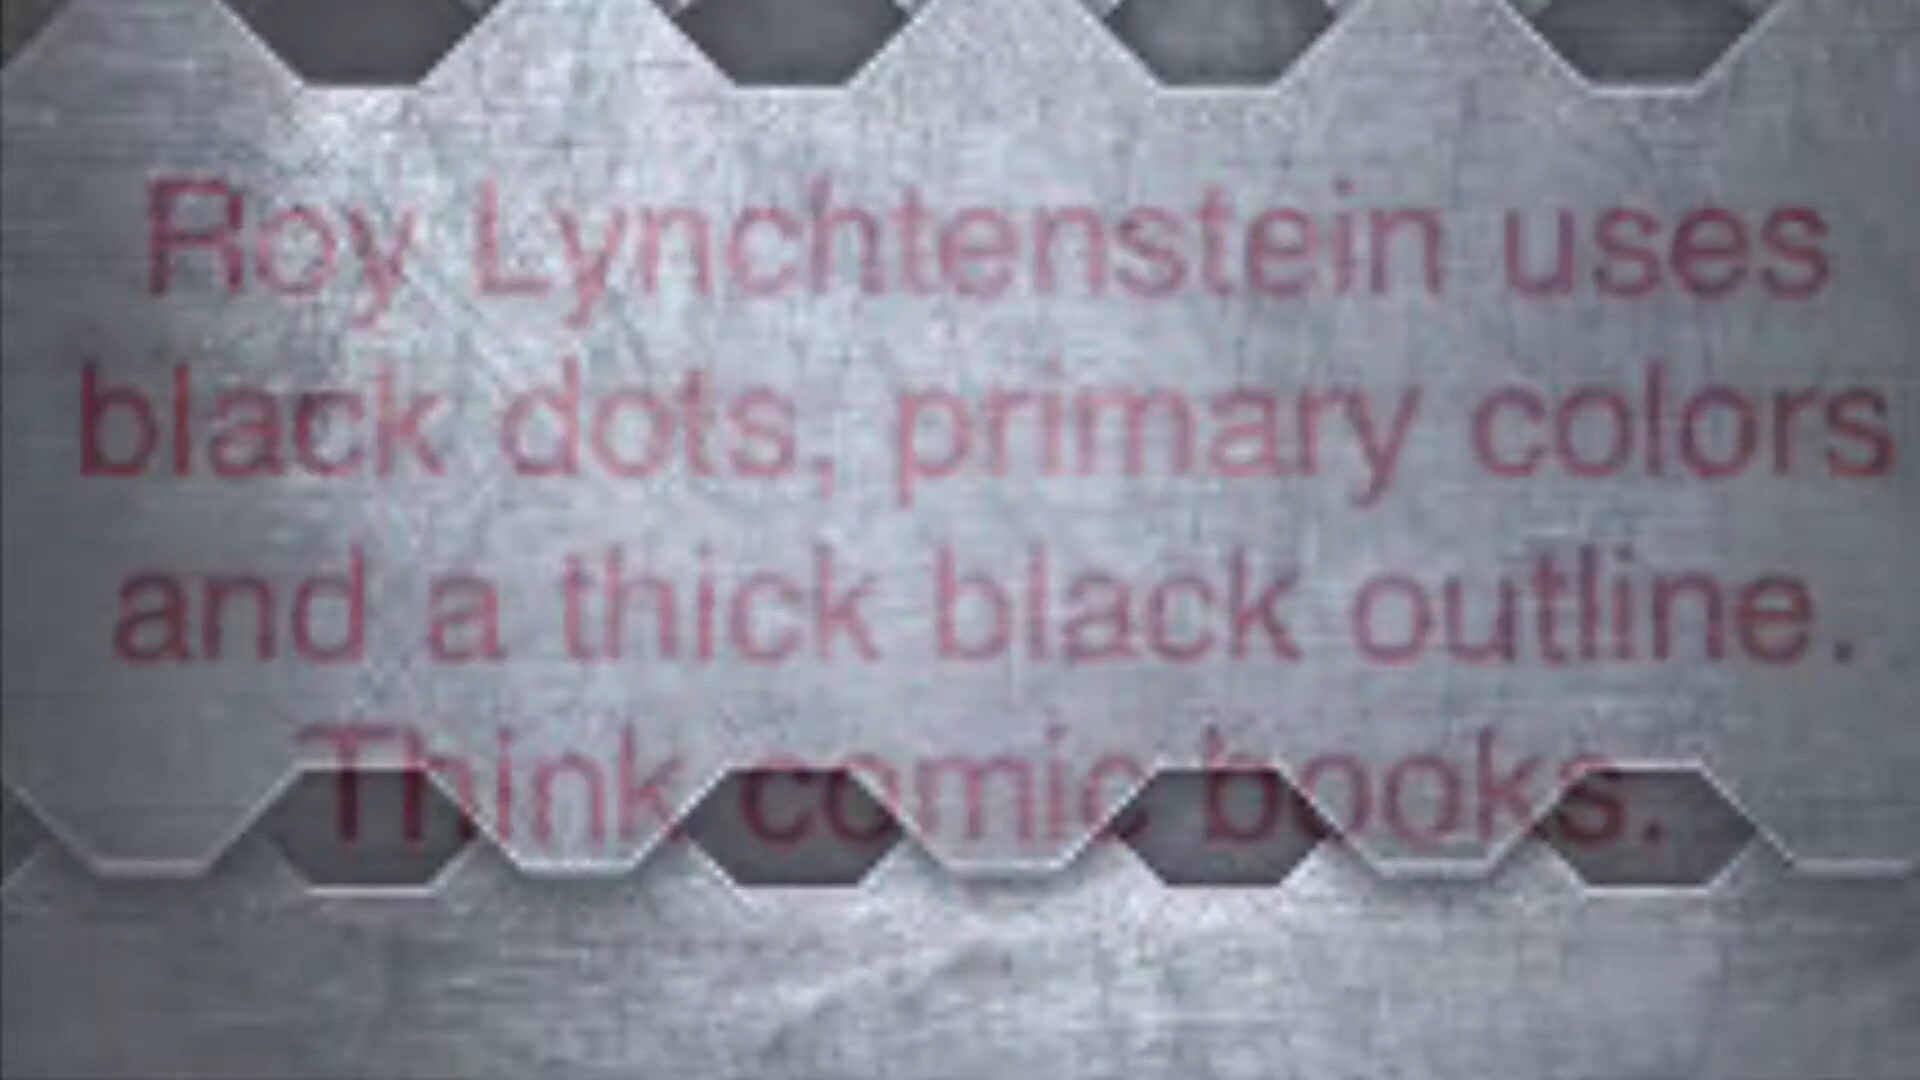 Roy Lynchtenstein uses
black dots, primary colors
and a thick black outline.
Think comic books.